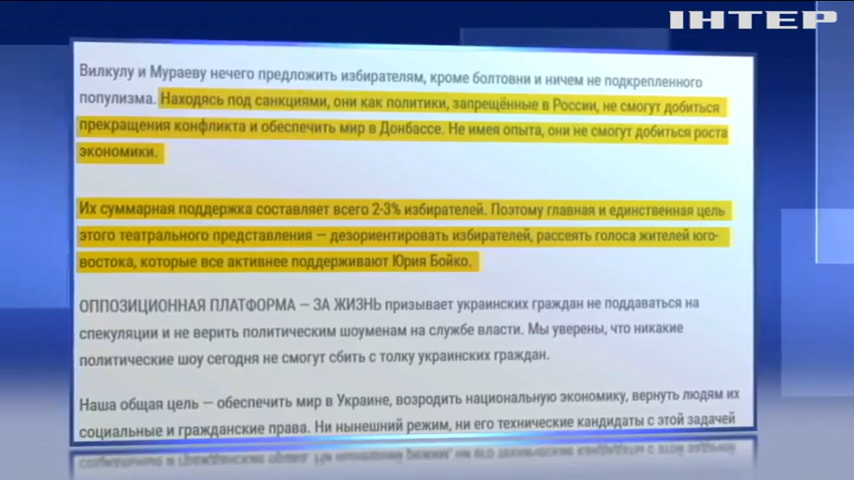 ІНТЕР
Вилкулу и Мураеву нечего предложить избирателям, кроме болтовни и ничем не подкрепленного
популизма. Находясь под санкциями, они как политики, запрещённые в России, не смогут добиться
прекращения конфликта и обеспечить мир в Донбассе. Не имея опыта, они не смогут добиться роста
экономики.
Их суммарная поддержка составляет всего 2-3% избирателей. Поэтому главная и единственная цель
этого театрального представления — дезориентировать избирателей, рассеять голоса жителей юго-
востока, которые все активнее поддерживают Юрия Бойко.
ОППОЗИЦИОННАЯ ПЛАТФОРМА — ЗА ЖИЗНЬ призывает украинских граждан не поддаваться на
спекуляции и не верить политическим шоуменам на службе власти. Мы уверены, что никакие
политические шоу сегодня не смогут сбить с толку украинских граждан.
Наша общая цель — обеспечить мир в Украине, возродить национальную экономику, вернуть людям их
социальные и гражданские права. Ни нынешний режим, ни его технические кандидаты с этой задачей